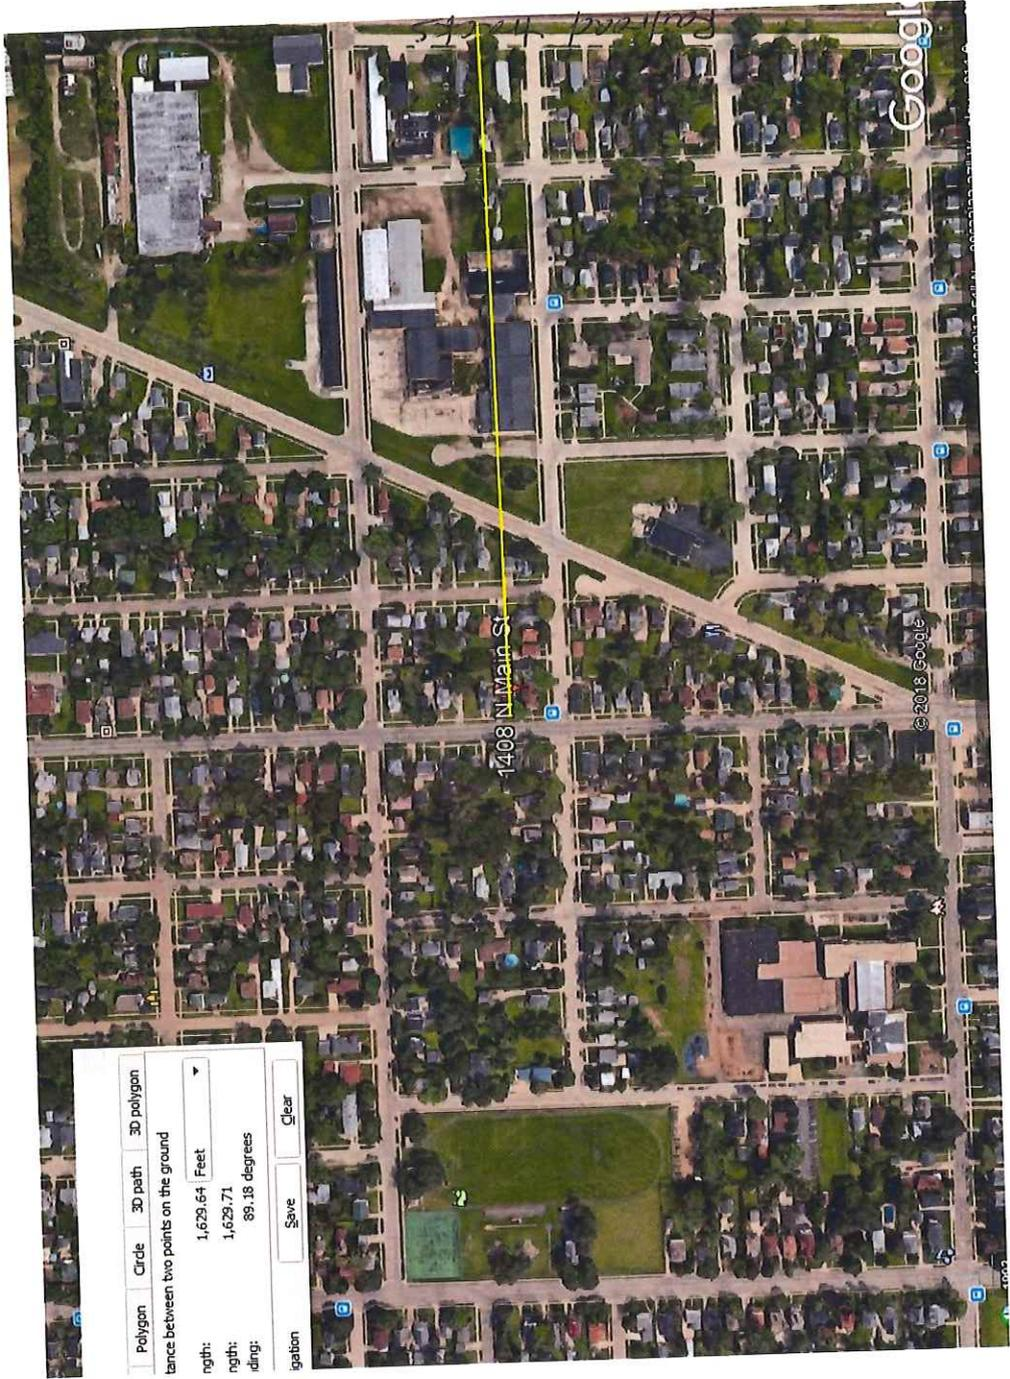 Railroad tracks
Google
1408 N Main St
© 2018 Google
1992
Polygon Circle 3D path 3D polygon
tance between two points on the ground
ngth: 1,629.64 Feet
ngth: 1,629.71
ding: 89.18 degrees
igation Save Clear